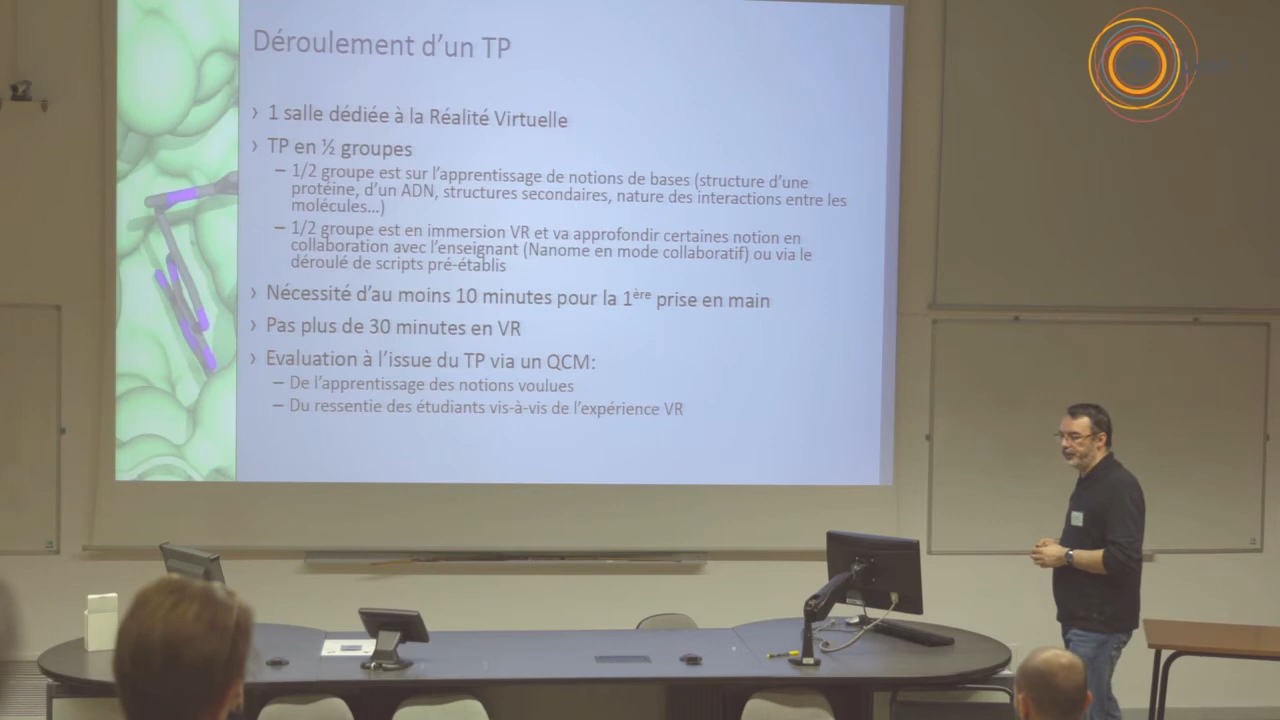 Déroulement d'un TP
› 1 salle dédiée à la Réalité Virtuelle
› TP en ½ groupes
– 1/2 groupe est sur l'apprentissage de notions de bases (structure d'une
protéine, d'un ADN, structures secondaires, nature des interactions entre les
molécules...)
– 1/2 groupe est en immersion VR et va approfondir certaines notion en
collaboration avec l'enseignant (Nanome en mode collaboratif) ou via le
déroulé de scripts pré-établis
› Nécessité d'au moins 10 minutes pour la 1ère prise en main
› Pas plus de 30 minutes en VR
› Evaluation à l'issue du TP via un QCM:
– De l'apprentissage des notions voulues
– Du ressentie des étudiants vis-à-vis de l'expérience VR